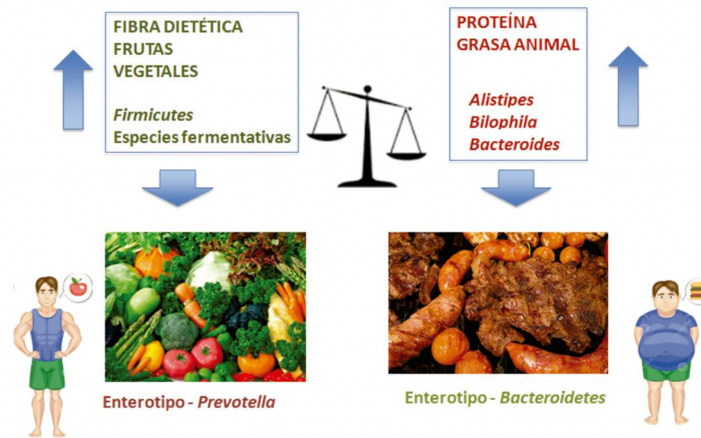 FIBRA DIETÉTICA
FRUTAS
VEGETALES
Firmicutes
Especies fermentativas
PROTEÍNA
GRASA ANIMAL
Alistipes
Bilophila
Bacteroides
Enterotipo - Prevotella
Enterotipo - Bacteroidetes